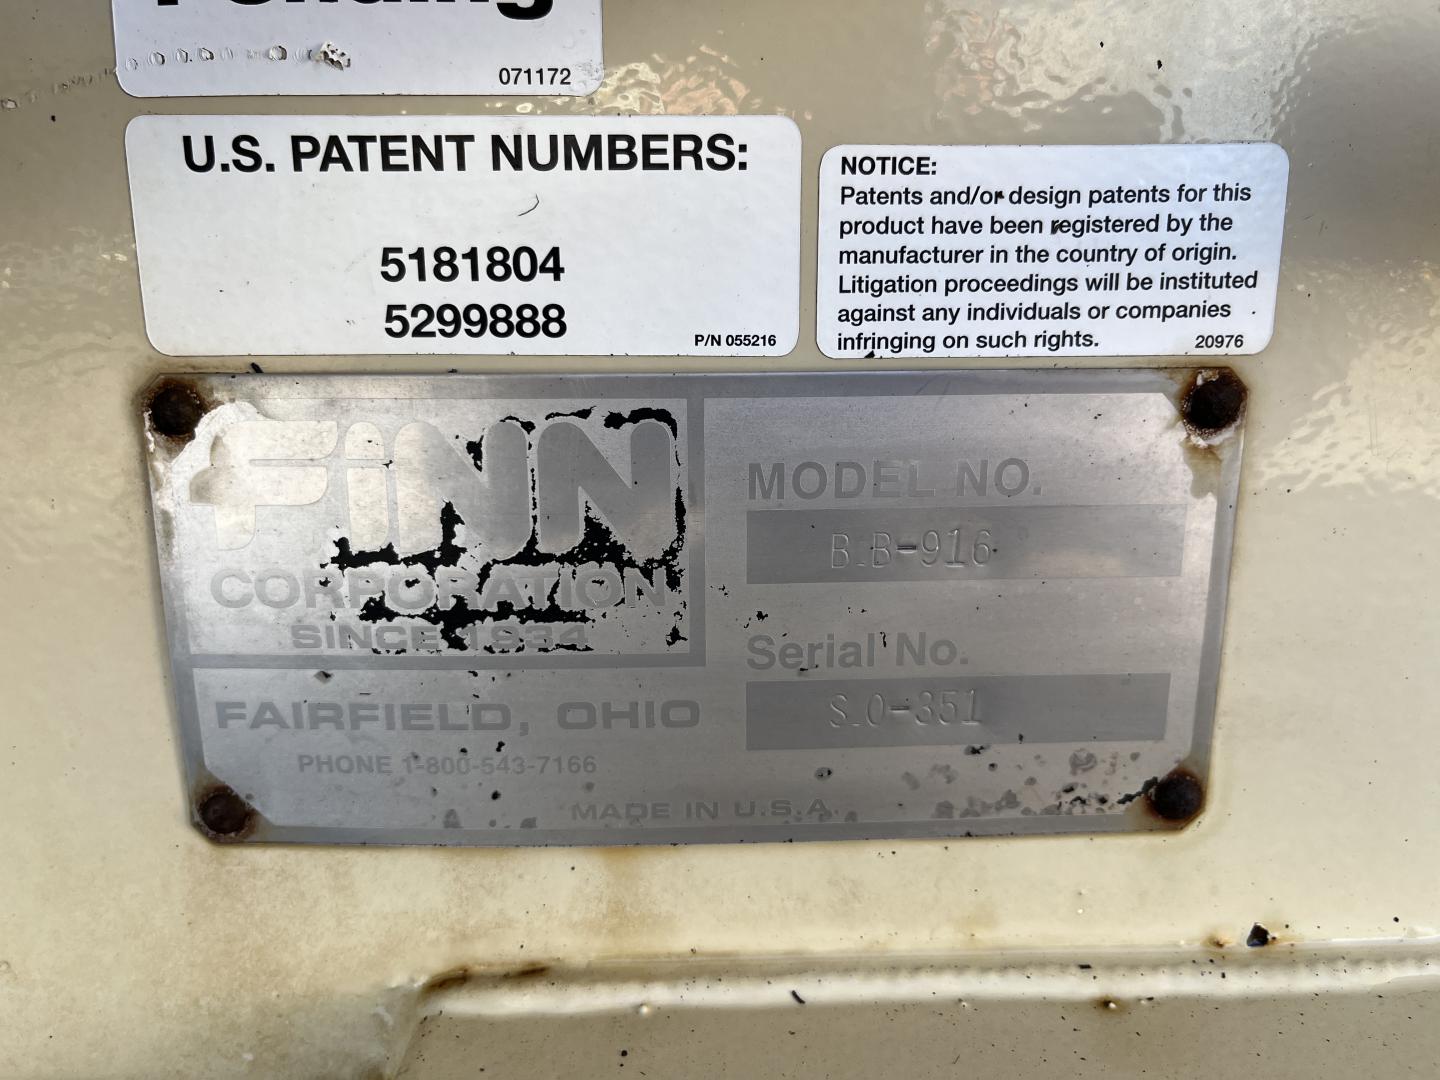 Pending
071172
U.S. PATENT NUMBERS:
5181804
5299888
P/N 055216
NOTICE:
Patents and/or design patents for this
product have been registered by the
manufacturer in the country of origin.
Litigation proceedings will be instituted
against any individuals or companies
infringing on such rights.
20976
FINN
CORPORATION
SINCE 1934
FAIRFIELD, OHIO
PHONE 1-800-543-7166
MADE IN U.S.A.
MODEL NO.
B.B-916
Serial No.
SO-351